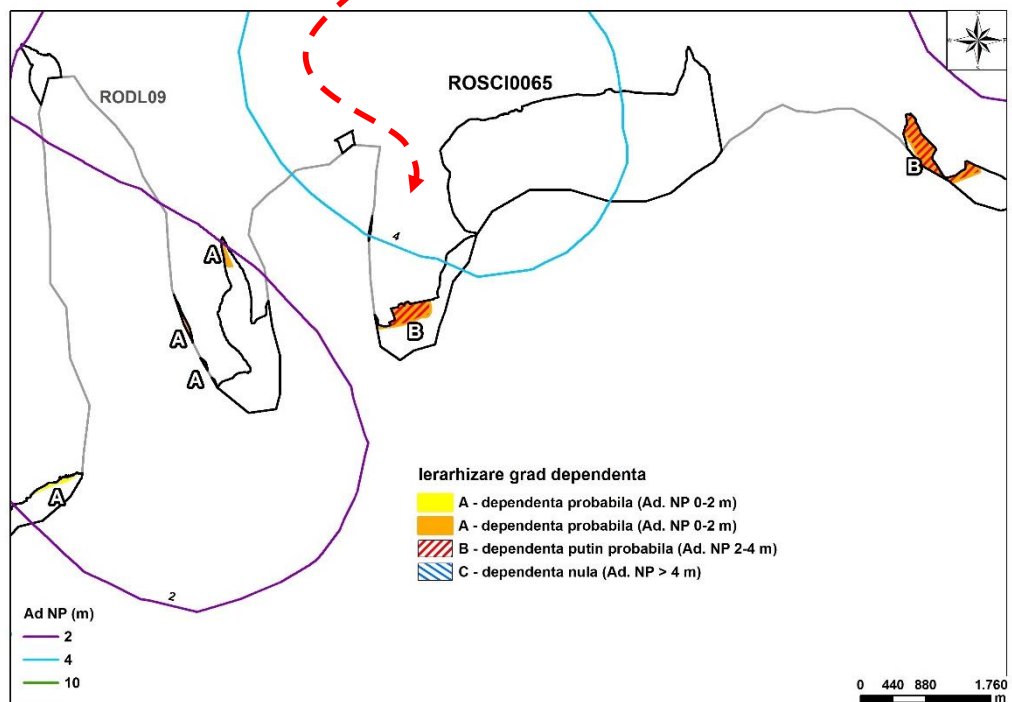 RODL09
ROSCI0065
B
4
A
A
A
B
A
2
Ierarhizare grad dependenta
A - dependenta probabila (Ad. NP 0-2 m)
A - dependenta probabila (Ad. NP 0-2 m)
B - dependenta putin probabila (Ad. NP 2-4 m)
C - dependenta nula (Ad. NP > 4 m)
Ad NP (m)
2
4
10
0 440 880 1.760
m